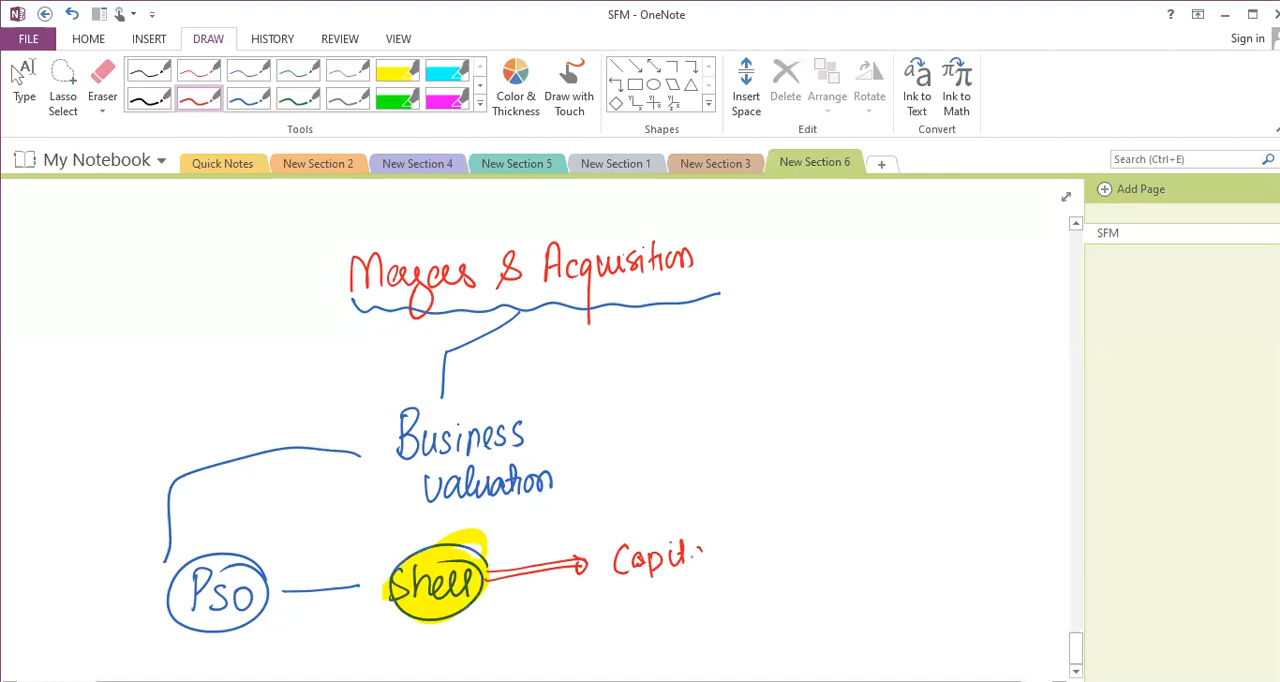 SFM - OneNote
?
Sign in
FILE HOME INSERT DRAW HISTORY REVIEW VIEW
Type
Lasso Select
Eraser
Color & Thickness
Draw with Touch
Insert Space
Delete
Arrange
Rotate
Ink to Text
Ink to Math
Tools
Shapes
Edit
Convert
My Notebook
Quick Notes New Section 2 New Section 4 New Section 5 New Section 1 New Section 3 New Section 6
Search (Ctrl+E)
Add Page
SFM
& Acquisition
Business
valuation
PSO
Shell
Capit